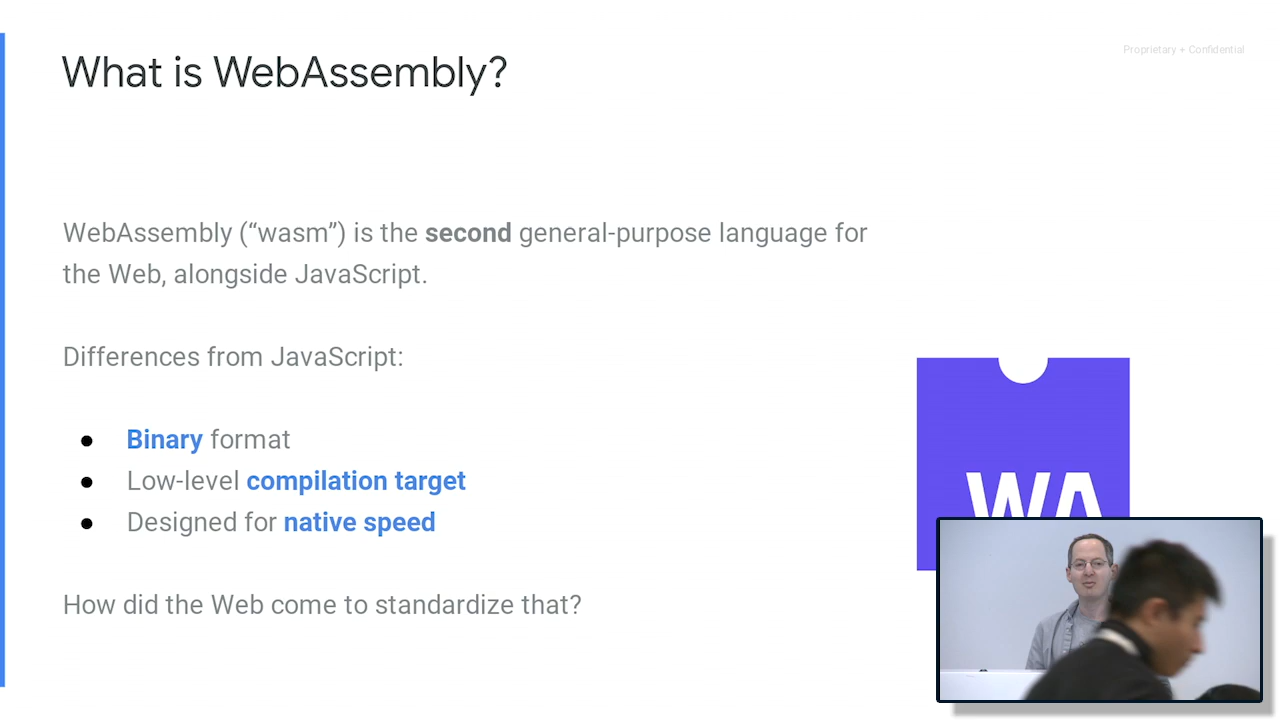 Proprietary + Confidential
What is WebAssembly?
WebAssembly (“wasm”) is the second general-purpose language for
the Web, alongside JavaScript.
Differences from JavaScript:
● Binary format
● Low-level compilation target
● Designed for native speed
How did the Web come to standardize that?
WA